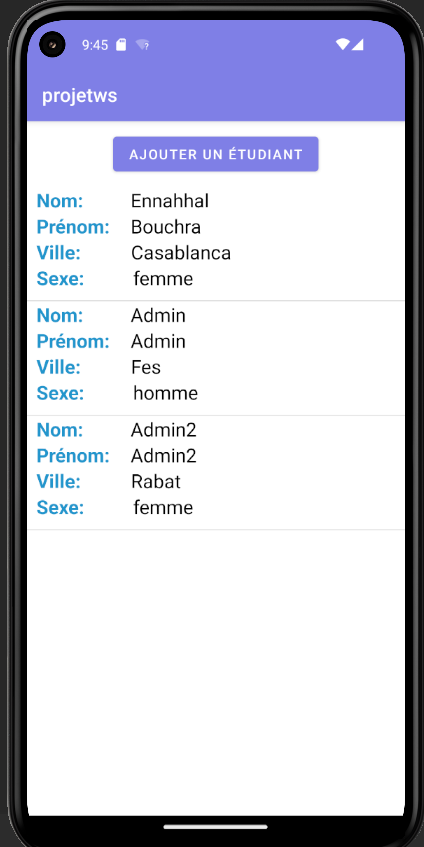 9:45
projetws
AJOUTER UN ÉTUDIANT
Nom: Ennahhal
Prénom: Bouchra
Ville: Casablanca
Sexe: femme
Nom: Admin
Prénom: Admin
Ville: Fes
Sexe: homme
Nom: Admin2
Prénom: Admin2
Ville: Rabat
Sexe: femme